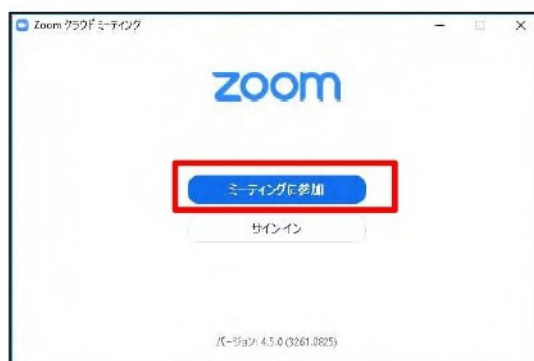 Zoom クラウド ミーティング
zoom
ミーティングに参加
サインイン
バージョン: 4.5.0 (3261.0825)